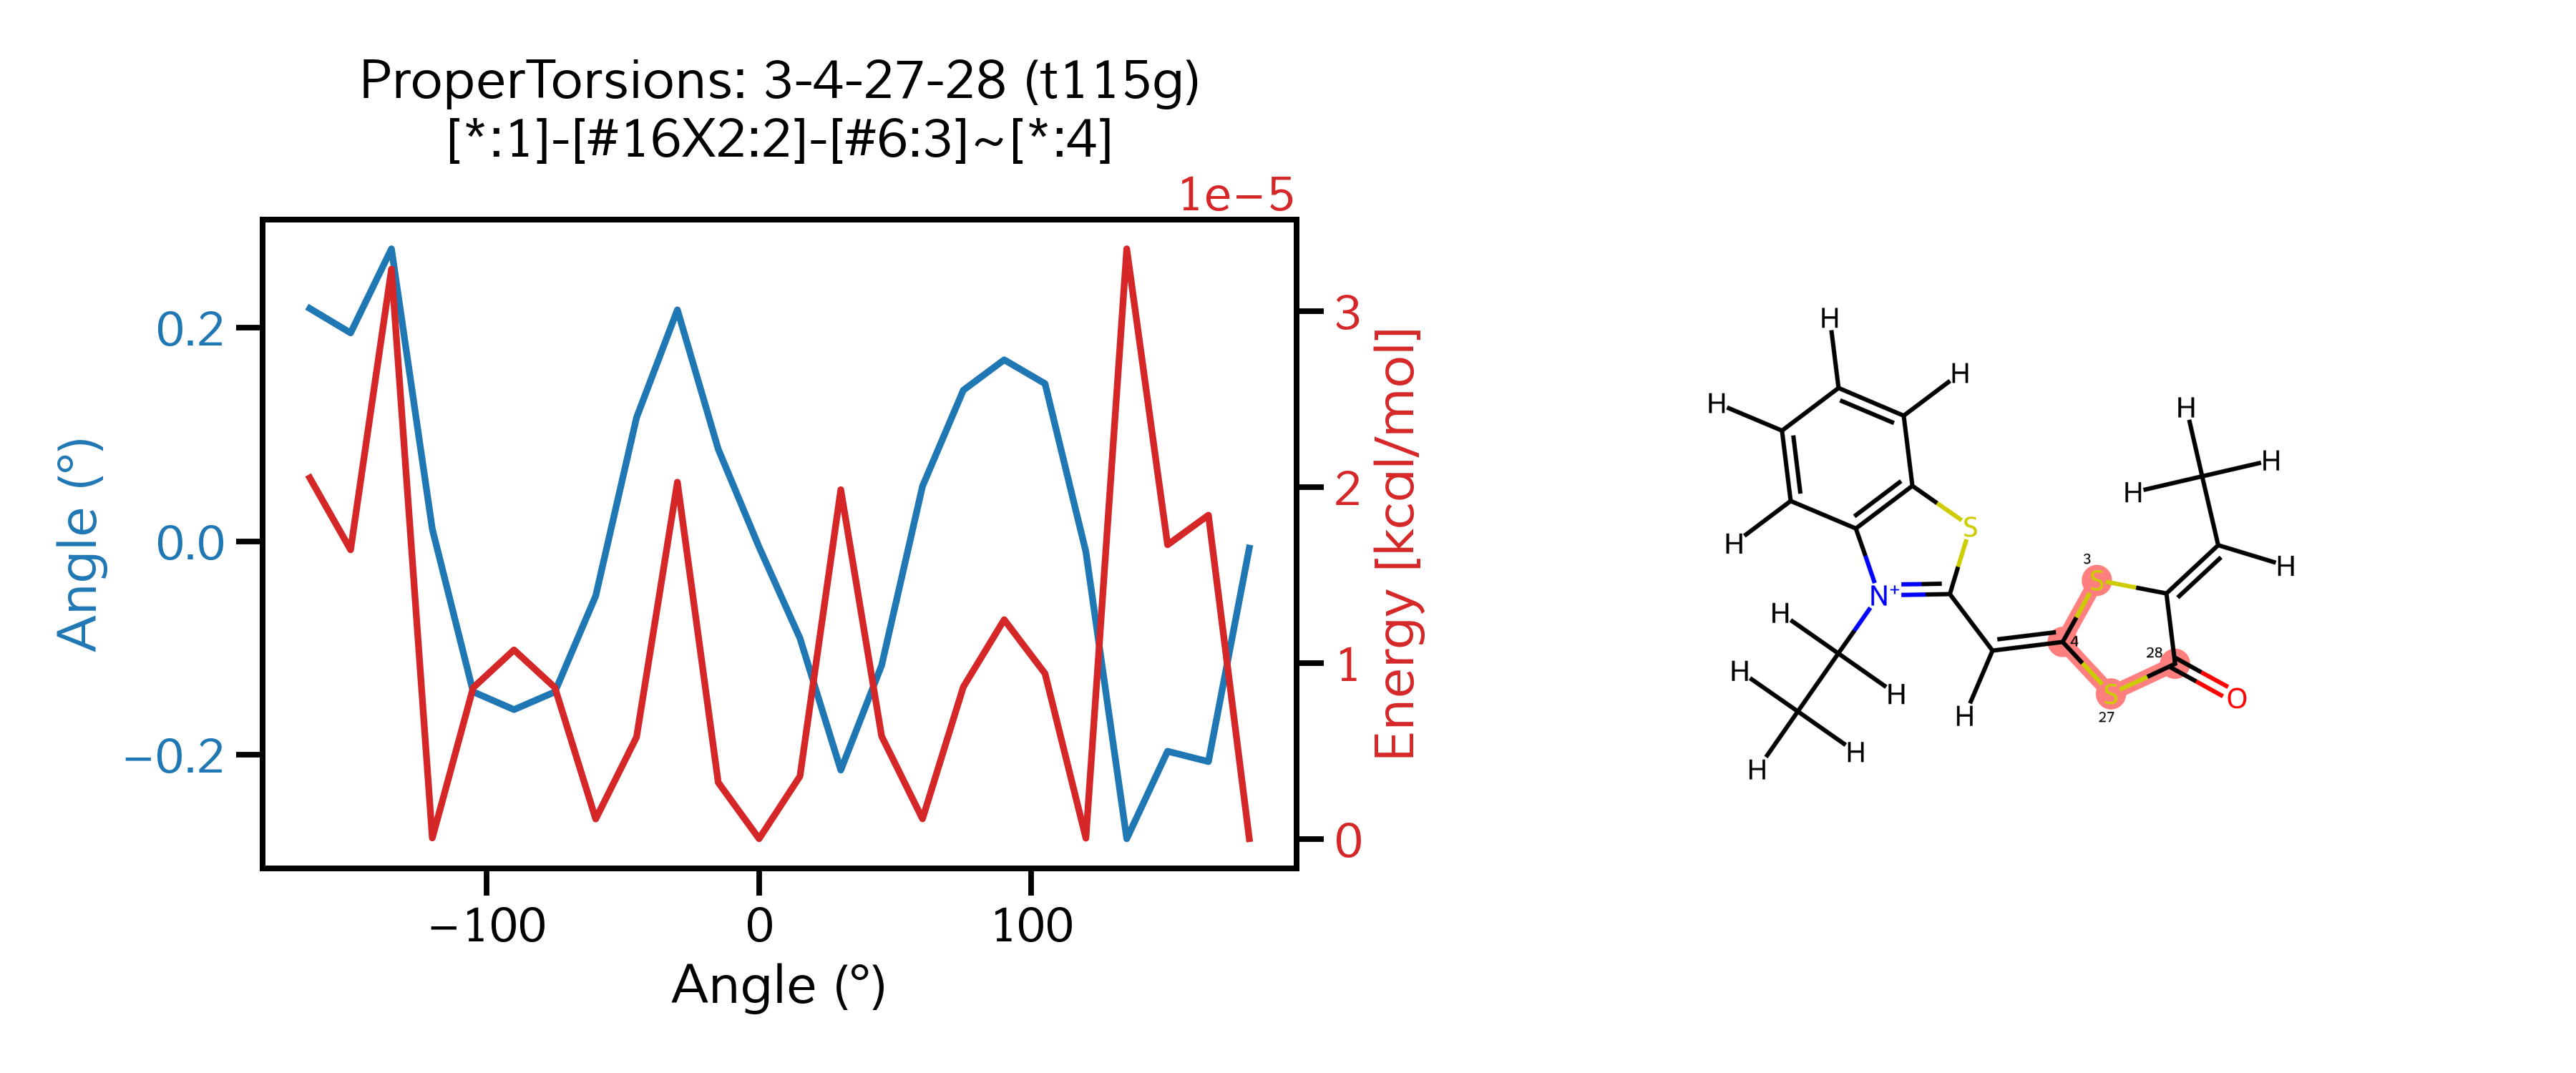 ProperTorsions: 3-4-27-28 (t115g)
[*:1]-[#16X2:2]-[#6:3]~[*:4]
1e−5
Angle (°)
0.2
0.0
−0.2
3
2
1
0
Energy [kcal/mol]
−100
0
100
Angle (°)
H
H
H
H
H
H
H
H
S
3
S
H
N+
H
4
H
28
S
27
O
H
H
H
H